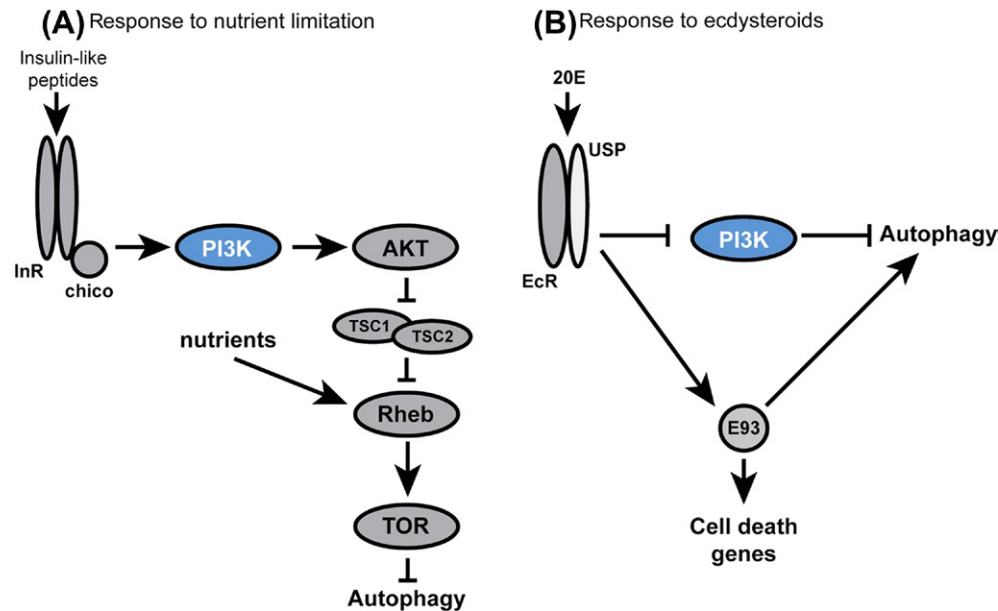 (A) Response to nutrient limitation
Insulin-like
peptides
InR
chico
PI3K
AKT
TSC1
TSC2
nutrients
Rheb
TOR
Autophagy
(B) Response to ecdysteroids
20E
USP
EcR
PI3K
Autophagy
E93
Cell death
genes